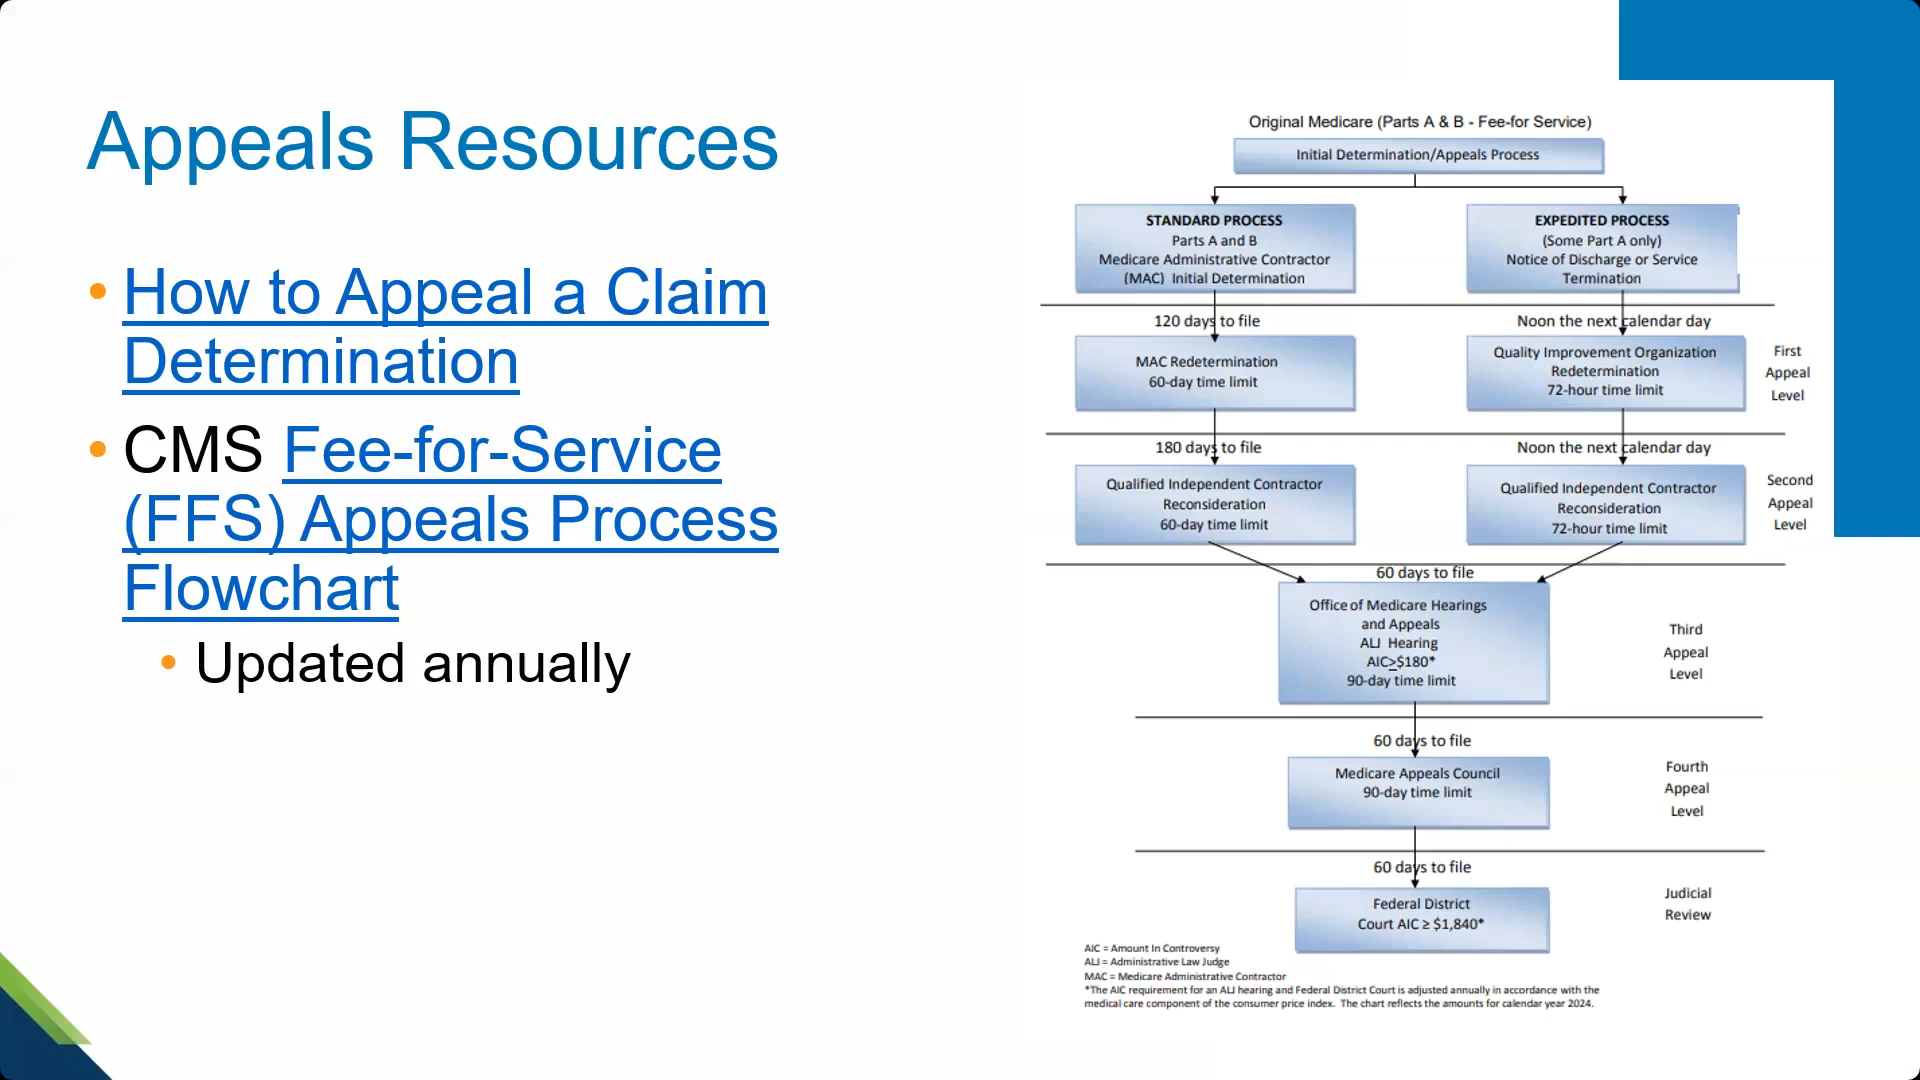 Appeals Resources
• How to Appeal a Claim
Determination
• CMS Fee-for-Service
(FFS) Appeals Process
Flowchart
• Updated annually
Original Medicare (Parts A & B - Fee-for Service)
Initial Determination/Appeals Process
STANDARD PROCESS
Parts A and B
Medicare Administrative Contractor
(MAC) Initial Determination
EXPEDITED PROCESS
(Some Part A only)
Notice of Discharge or Service
Termination
120 days to file
Noon the next calendar day
MAC Redetermination
60-day time limit
Quality Improvement Organization
Redetermination
72-hour time limit
First
Appeal
Level
180 days to file
Noon the next calendar day
Qualified Independent Contractor
Reconsideration
60-day time limit
Qualified Independent Contractor
Reconsideration
72-hour time limit
Second
Appeal
Level
60 days to file
Office of Medicare Hearings
and Appeals
ALJ Hearing
AIC>$180*
90-day time limit
Third
Appeal
Level
60 days to file
Medicare Appeals Council
90-day time limit
Fourth
Appeal
Level
60 days to file
Federal District
Court AIC ≥ $1,840*
Judicial
Review
AIC = Amount In Controversy
ALJ = Administrative Law Judge
MAC = Medicare Administrative Contractor
*The AIC requirement for an ALJ hearing and Federal District Court is adjusted annually in accordance with the
medical care component of the consumer price index. The chart reflects the amounts for calendar year 2024.